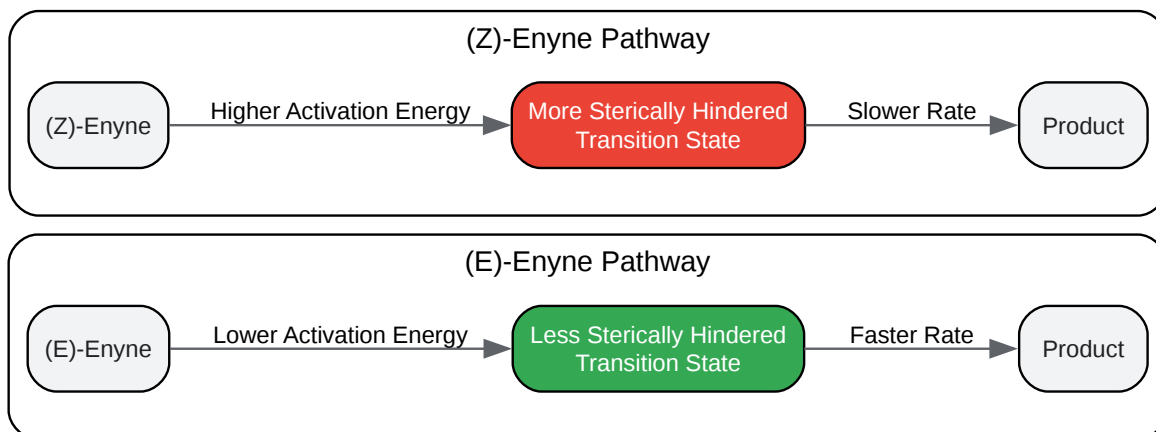 (Z)-Enyne Pathway
(Z)-Enyne
Higher Activation Energy
More Sterically Hindered
Transition State
Slower Rate
Product
(E)-Enyne Pathway
(E)-Enyne
Lower Activation Energy
Less Sterically Hindered
Transition State
Faster Rate
Product